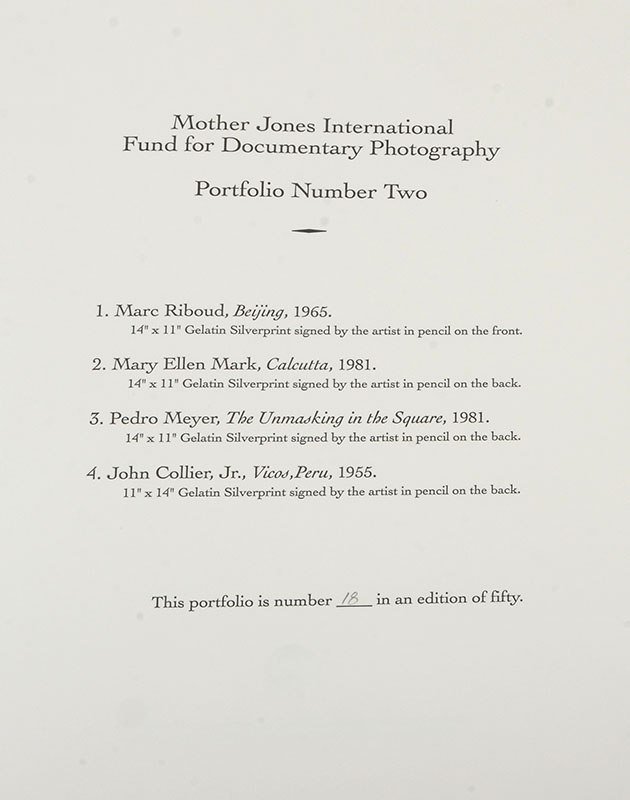 Mother Jones International
Fund for Documentary Photography
Portfolio Number Two
1. Marc Riboud, Beijing, 1965.
14" x 11" Gelatin Silverprint signed by the artist in pencil on the front.
2. Mary Ellen Mark, Calcutta, 1981.
14" x 11" Gelatin Silverprint signed by the artist in pencil on the back.
3. Pedro Meyer, The Unmasking in the Square, 1981.
14" x 11" Gelatin Silverprint signed by the artist in pencil on the back.
4. John Collier, Jr., Vicos,Peru, 1955.
11" x 14" Gelatin Silverprint signed by the artist in pencil on the back.
This portfolio is number 18 in an edition of fifty.